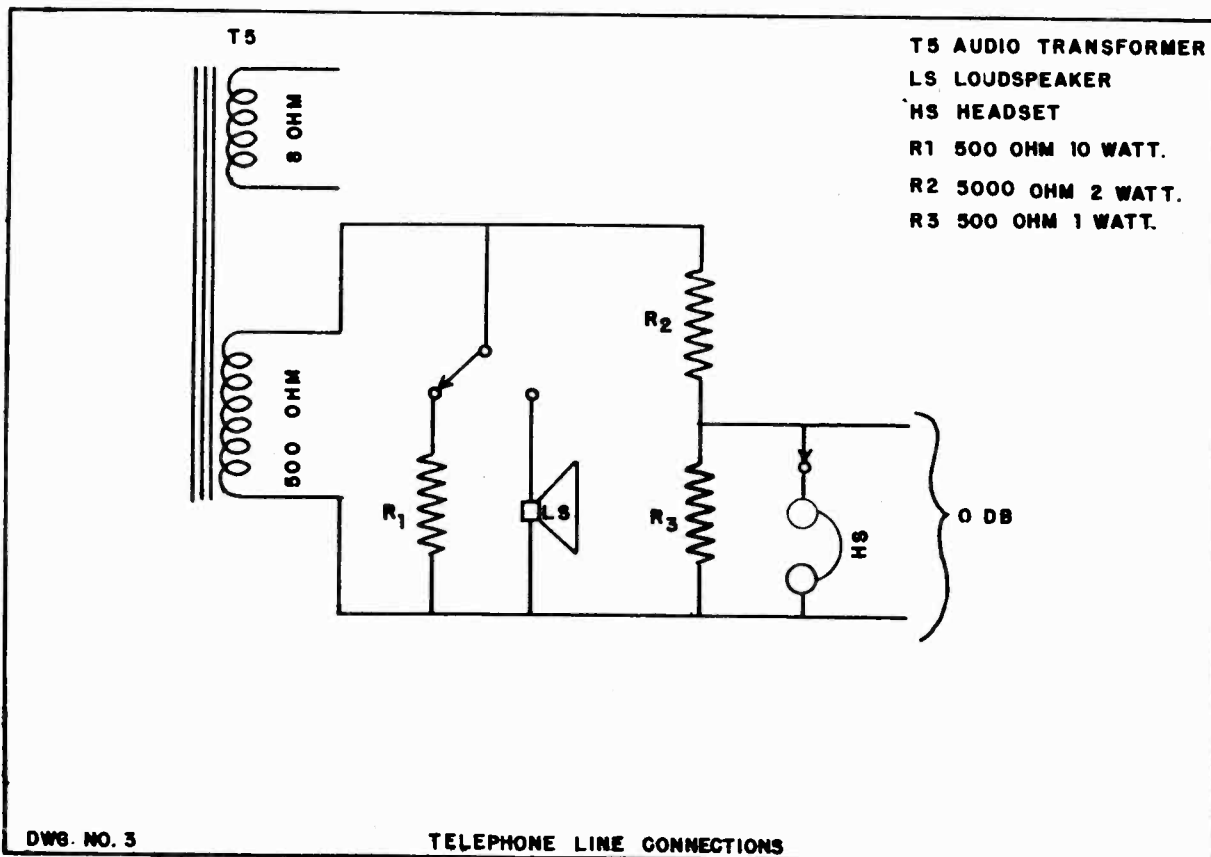 T5
T5 AUDIO TRANSFORMER
LS LOUDSPEAKER
HS HEADSET
R1 500 OHM 10 WATT.
R2 5000 OHM 2 WATT.
R3 500 OHM 1 WATT.
8 OHM
500 OHM
R2
R1
LS
R3
HS
0 DB
DWG. NO. 3
TELEPHONE LINE CONNECTIONS